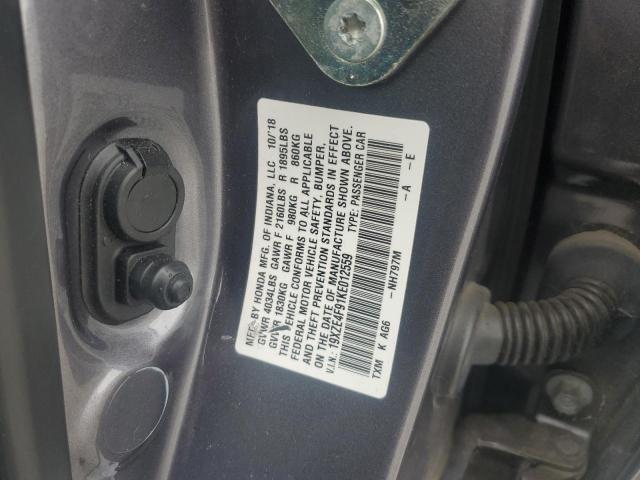 MFD BY HONDA MFG. OF INDIANA, LLC 10/'18
GVWR 4034LBS GAWR F 2160LBS R 1895LBS
GVWR 1830KG GAWR F 980KG R 860KG
THIS VEHICLE CONFORMS TO ALL APPLICABLE
FEDERAL MOTOR VEHICLE SAFETY, BUMPER,
AND THEFT PREVENTION STANDARDS IN EFFECT
ON THE DATE OF MANUFACTURE SHOWN ABOVE.
V.I.N.: 19XZE4F91KE012559 TYPE: PASSENGER CAR
TXM K AG6 —NH797M —A —E